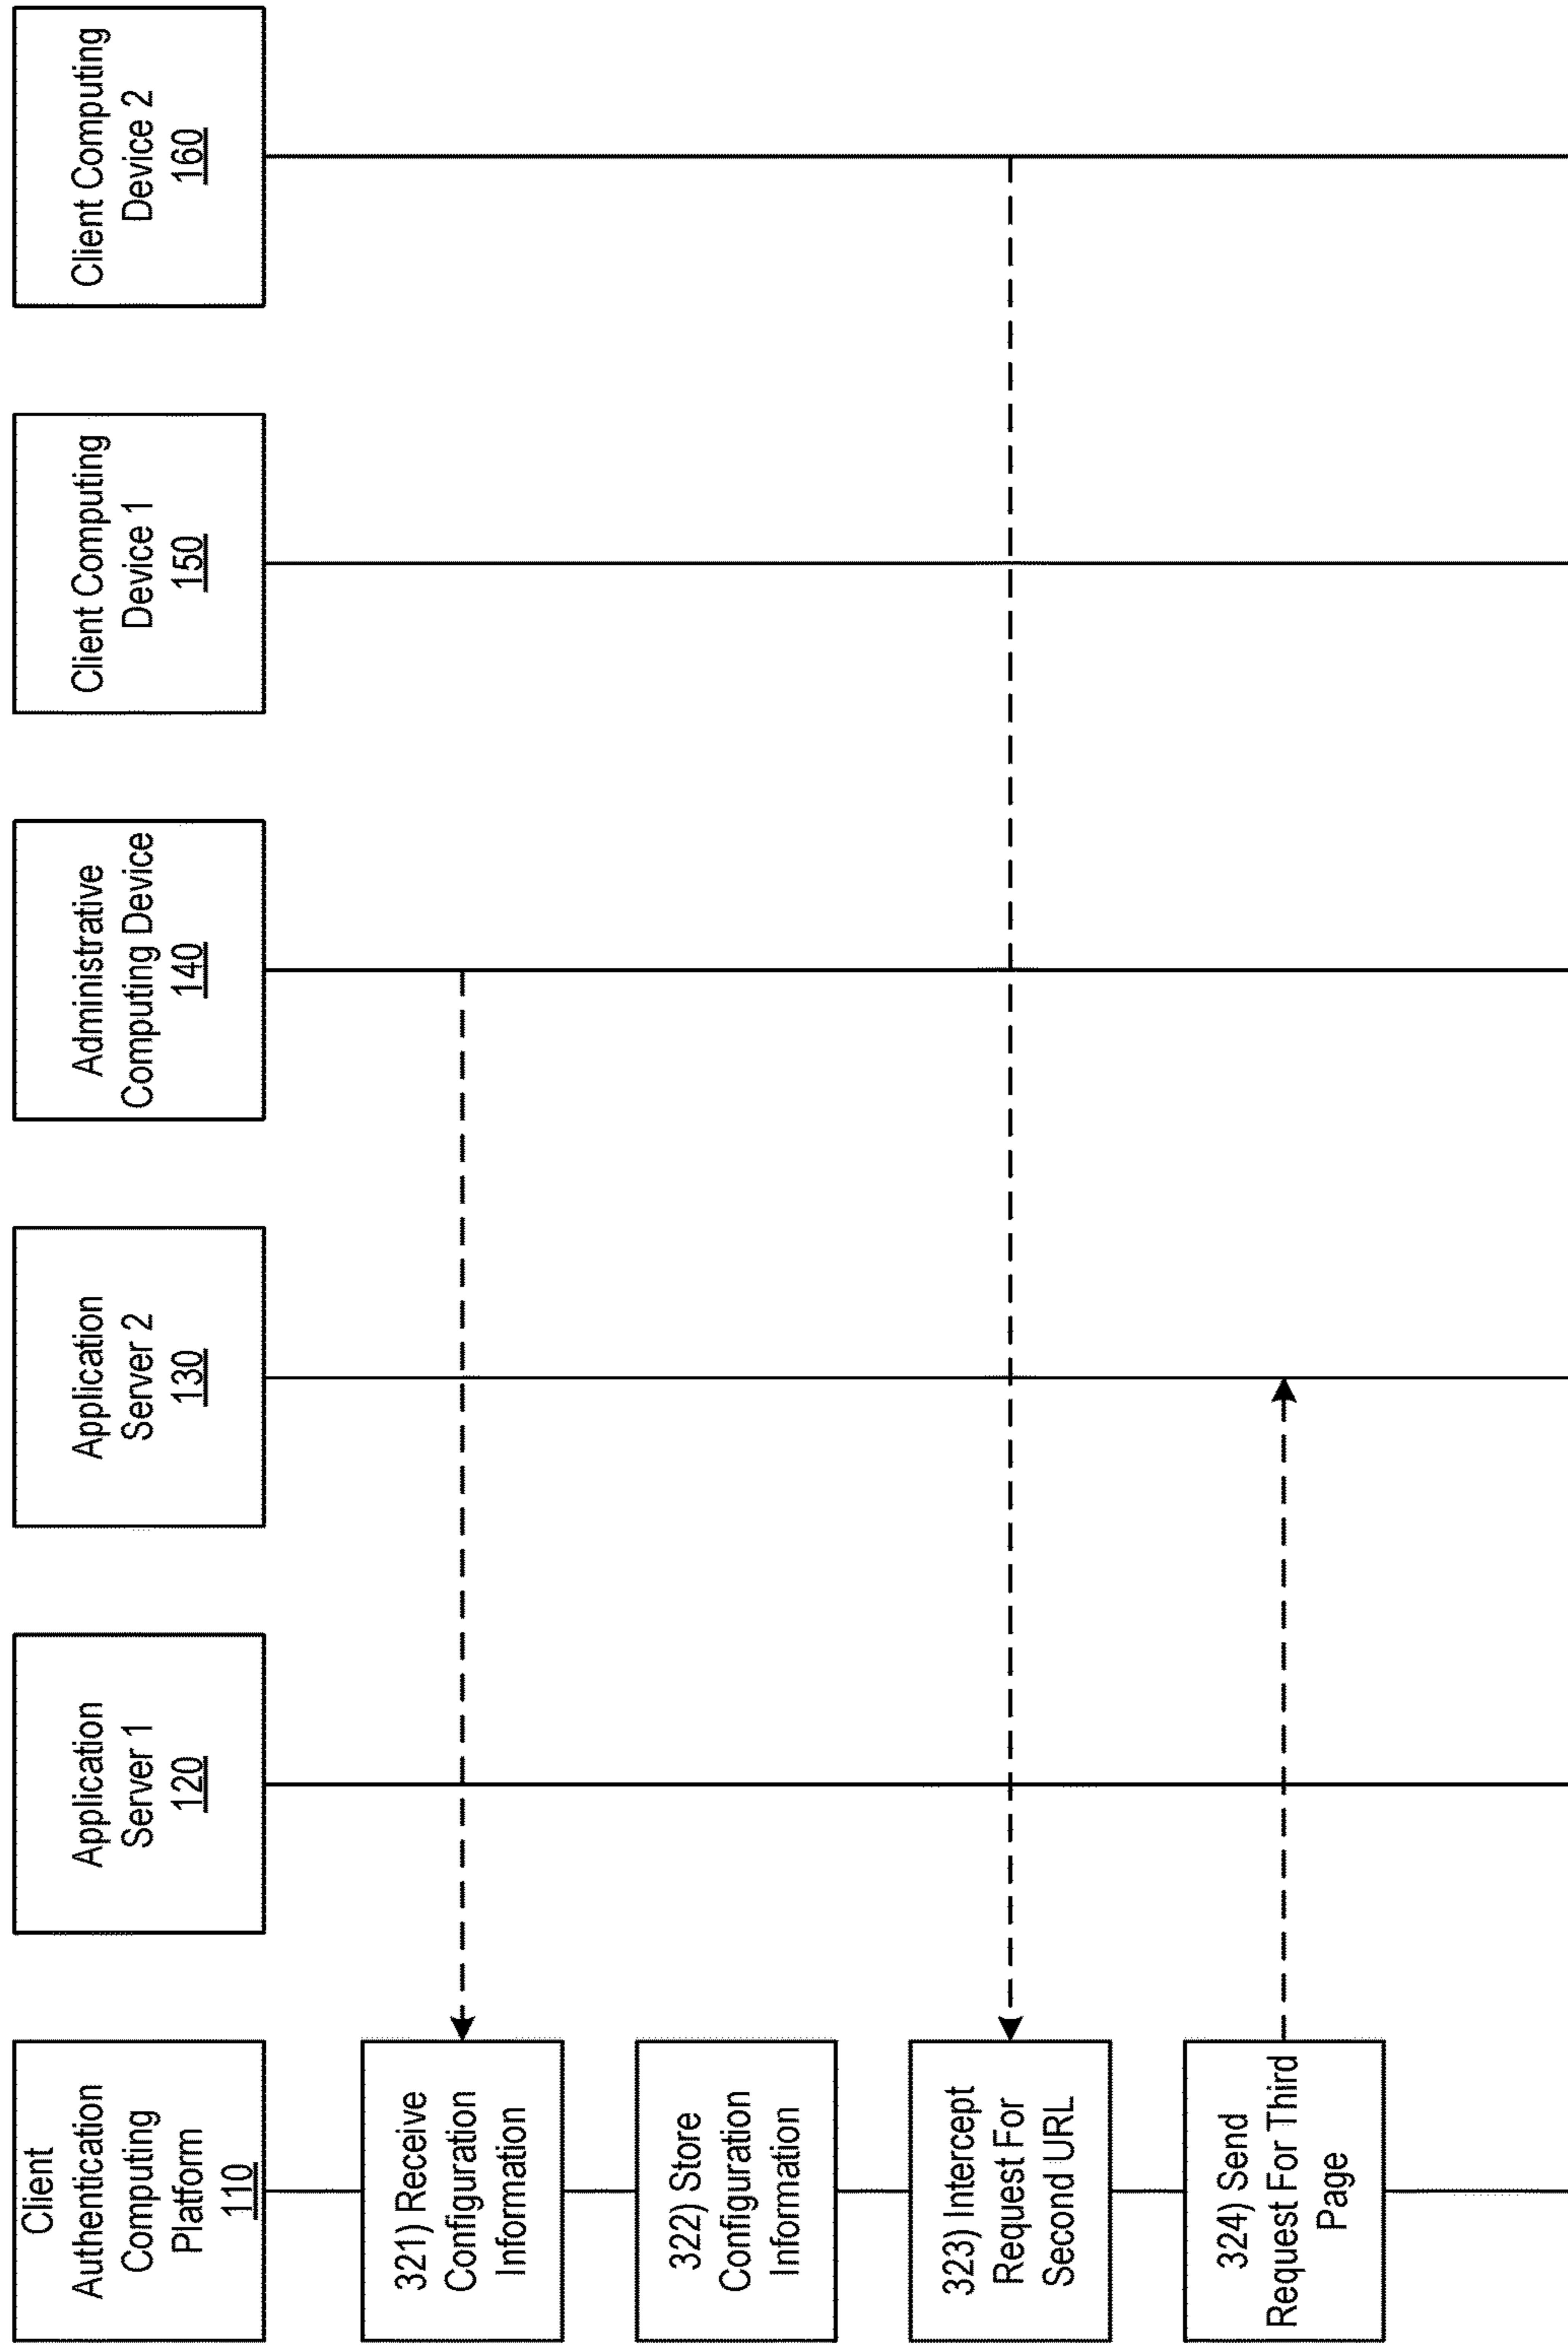 Client
Authentication
Computing
Platform
110
Application
Server 1
120
Application
Server 2
130
Administrative
Computing Device
140
Client Computing
Device 1
150
Client Computing
Device 2
160
321) Receive
Configuration
Information
322) Store
Configuration
Information
323) Intercept
Request For
Second URL
324) Send
Request For Third
Page